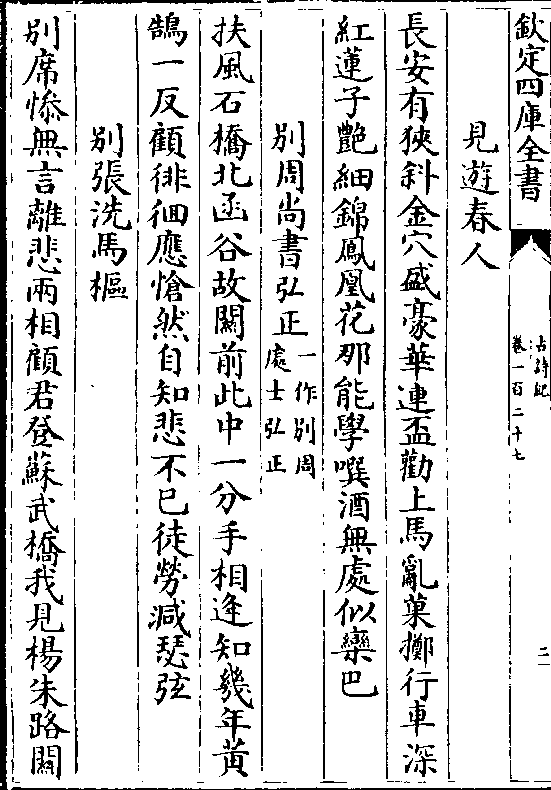 欽定四庫全書
古詩紀
卷一百二十七
二
見遊春人
長安有狹斜金穴盛豪華連盃勸上馬亂菓擲行車深
紅蓮子艷細錦鳳凰花那能學噀酒無處似欒巴
別周尚書弘正一作別周處士弘正
扶風石橋北函谷故關前此中一分手相逢知幾年黃
鵠一反顧徘徊應愴然自知悲不已徒勞減瑟弦
別張洗馬樞
別席慘無言離悲兩相顧君登蘇武橋我見楊朱路關